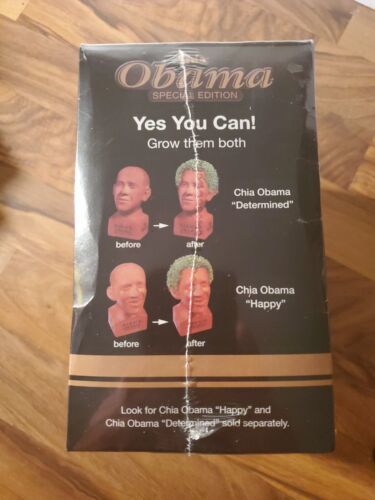 Obama
SPECIAL EDITION
Yes You Can!
Grow them both
Chia Obama
"Determined"
before
after
Chia Obama
"Happy"
before
after
Look for Chia Obama "Happy" and
Chia Obama "Determined" sold separately.